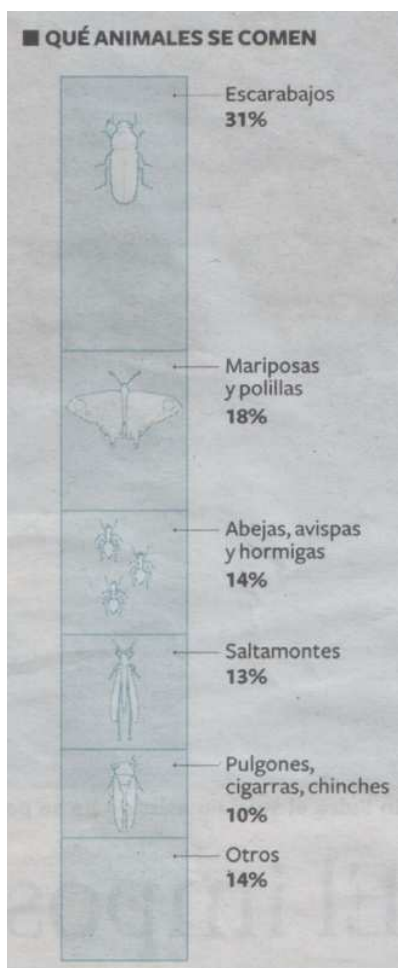 ■ QUÉ ANIMALES SE COMEN
Escarabajos
31%
Mariposas
y polillas
18%
Abejas, avispas
y hormigas
14%
Saltamontes
13%
Pulgones,
cigarras, chinches
10%
Otros
14%